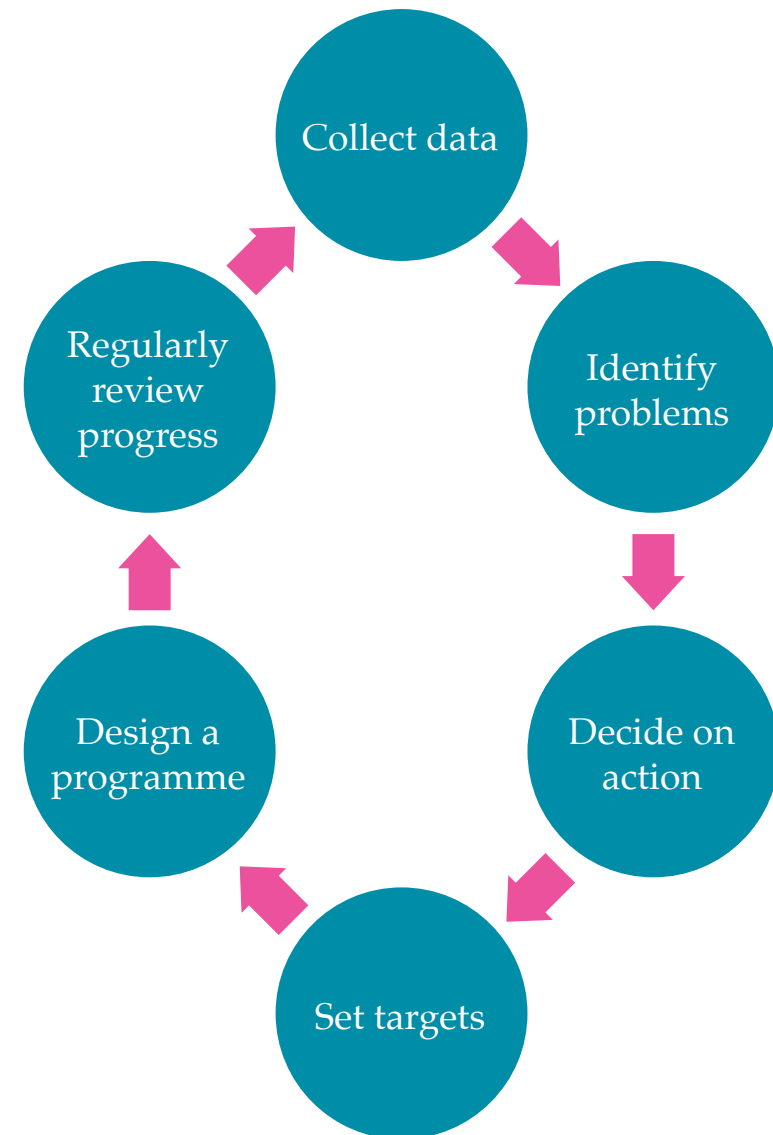 Collect data
Identify
problems
Decide on
action
Set targets
Design a
programme
Regularly
review
progress